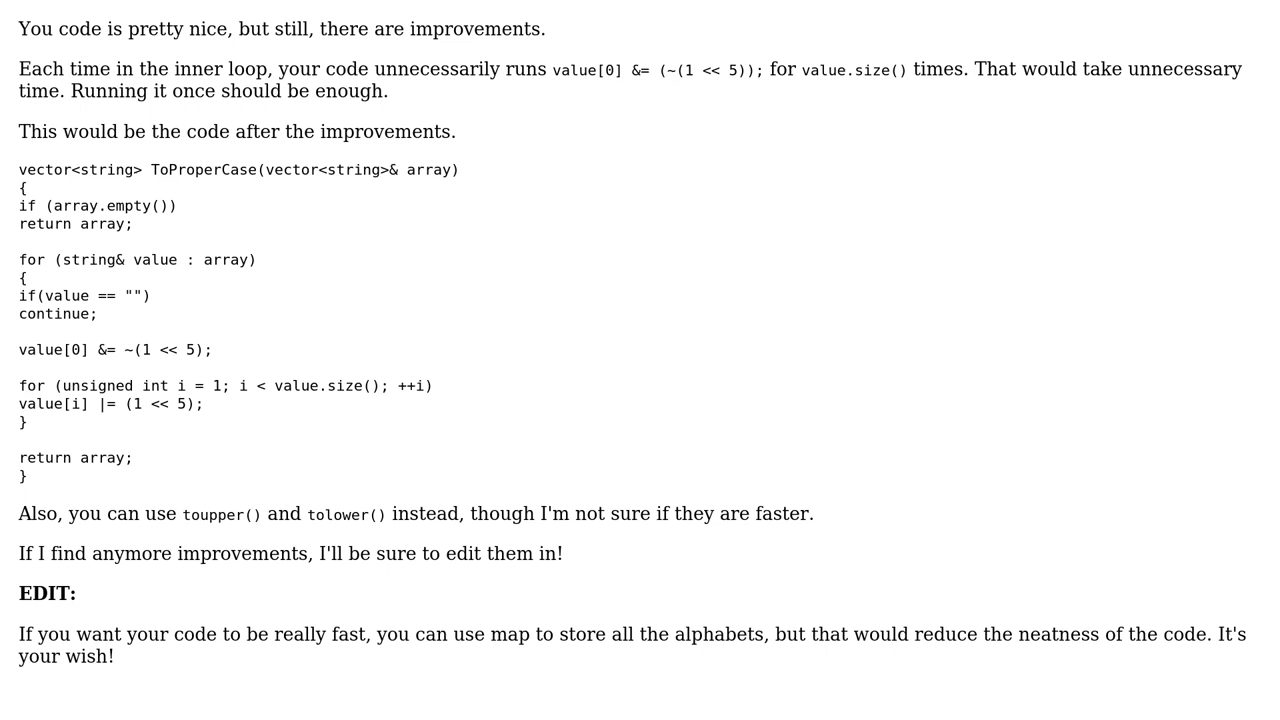 You code is pretty nice, but still, there are improvements.
Each time in the inner loop, your code unnecessarily runs value[0] &= (~(1 << 5)); for value.size() times. That would take unnecessary
time. Running it once should be enough.
This would be the code after the improvements.
vector<string> ToProperCase(vector<string>& array)
{
if (array.empty())
return array;
for (string& value : array)
{
if(value == "")
continue;
value[0] &= ~(1 << 5);
for (unsigned int i = 1; i < value.size(); ++i)
value[i] |= (1 << 5);
}
return array;
}
Also, you can use toupper() and tolower() instead, though I'm not sure if they are faster.
If I find anymore improvements, I'll be sure to edit them in!
EDIT:
If you want your code to be really fast, you can use map to store all the alphabets, but that would reduce the neatness of the code. It's
your wish!